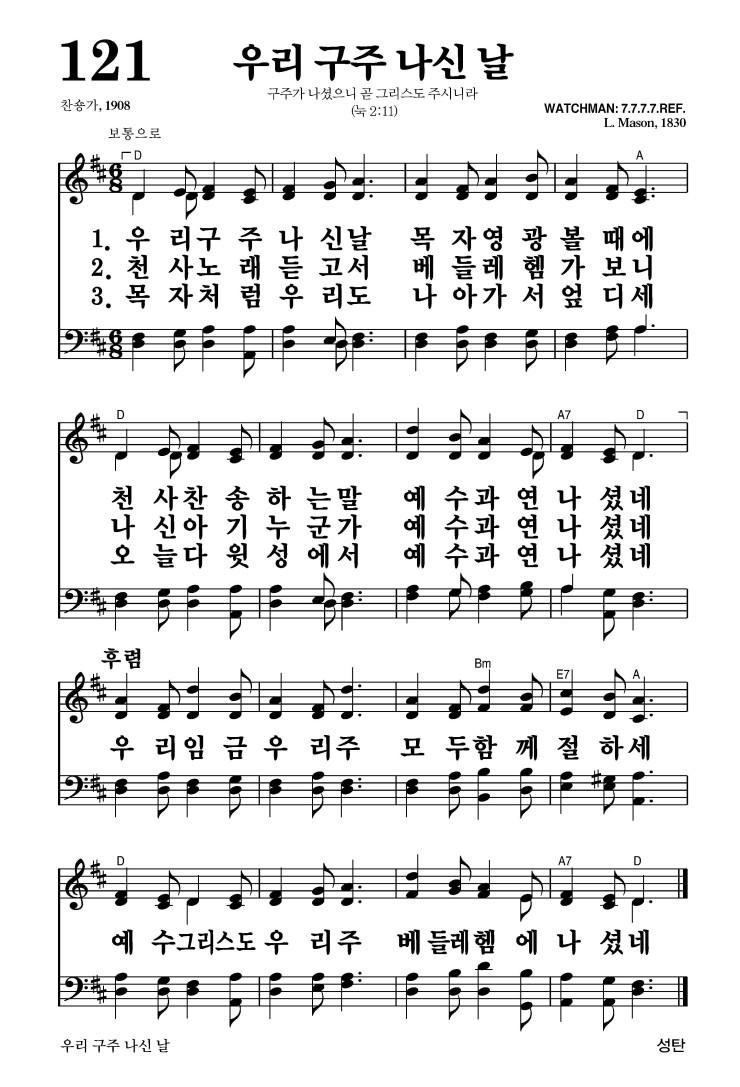 121
우리 구주 나신 날
구주가 나셨으니 곧 그리스도 주시니라
(눅 2:11)
찬숑가, 1908
WATCHMAN: 7.7.7.7.REF.
L. Mason, 1830
보통으로
D A
1. 우 리구 주 나 신날 목 자영 광 볼 때에
2. 천 사노 래 듣 고서 베 들레 헴 가 보니
3. 목 자처 럼 우 리도 나 아가 서 엎 디세
D A7 D
천 사찬 송 하 는말 예 수과 연 나 셨네
나 신아 기 누 군가 예 수과 연 나 셨네
오 늘다 윗 성 에서 예 수과 연 나 셨네
후렴
Bm E7 A
우 리임 금 우 리주 모 두함 께 절 하세
D A7 D
예 수그리스도 우 리주 베들레헴 에 나 셨네
우리 구주 나신 날
성탄